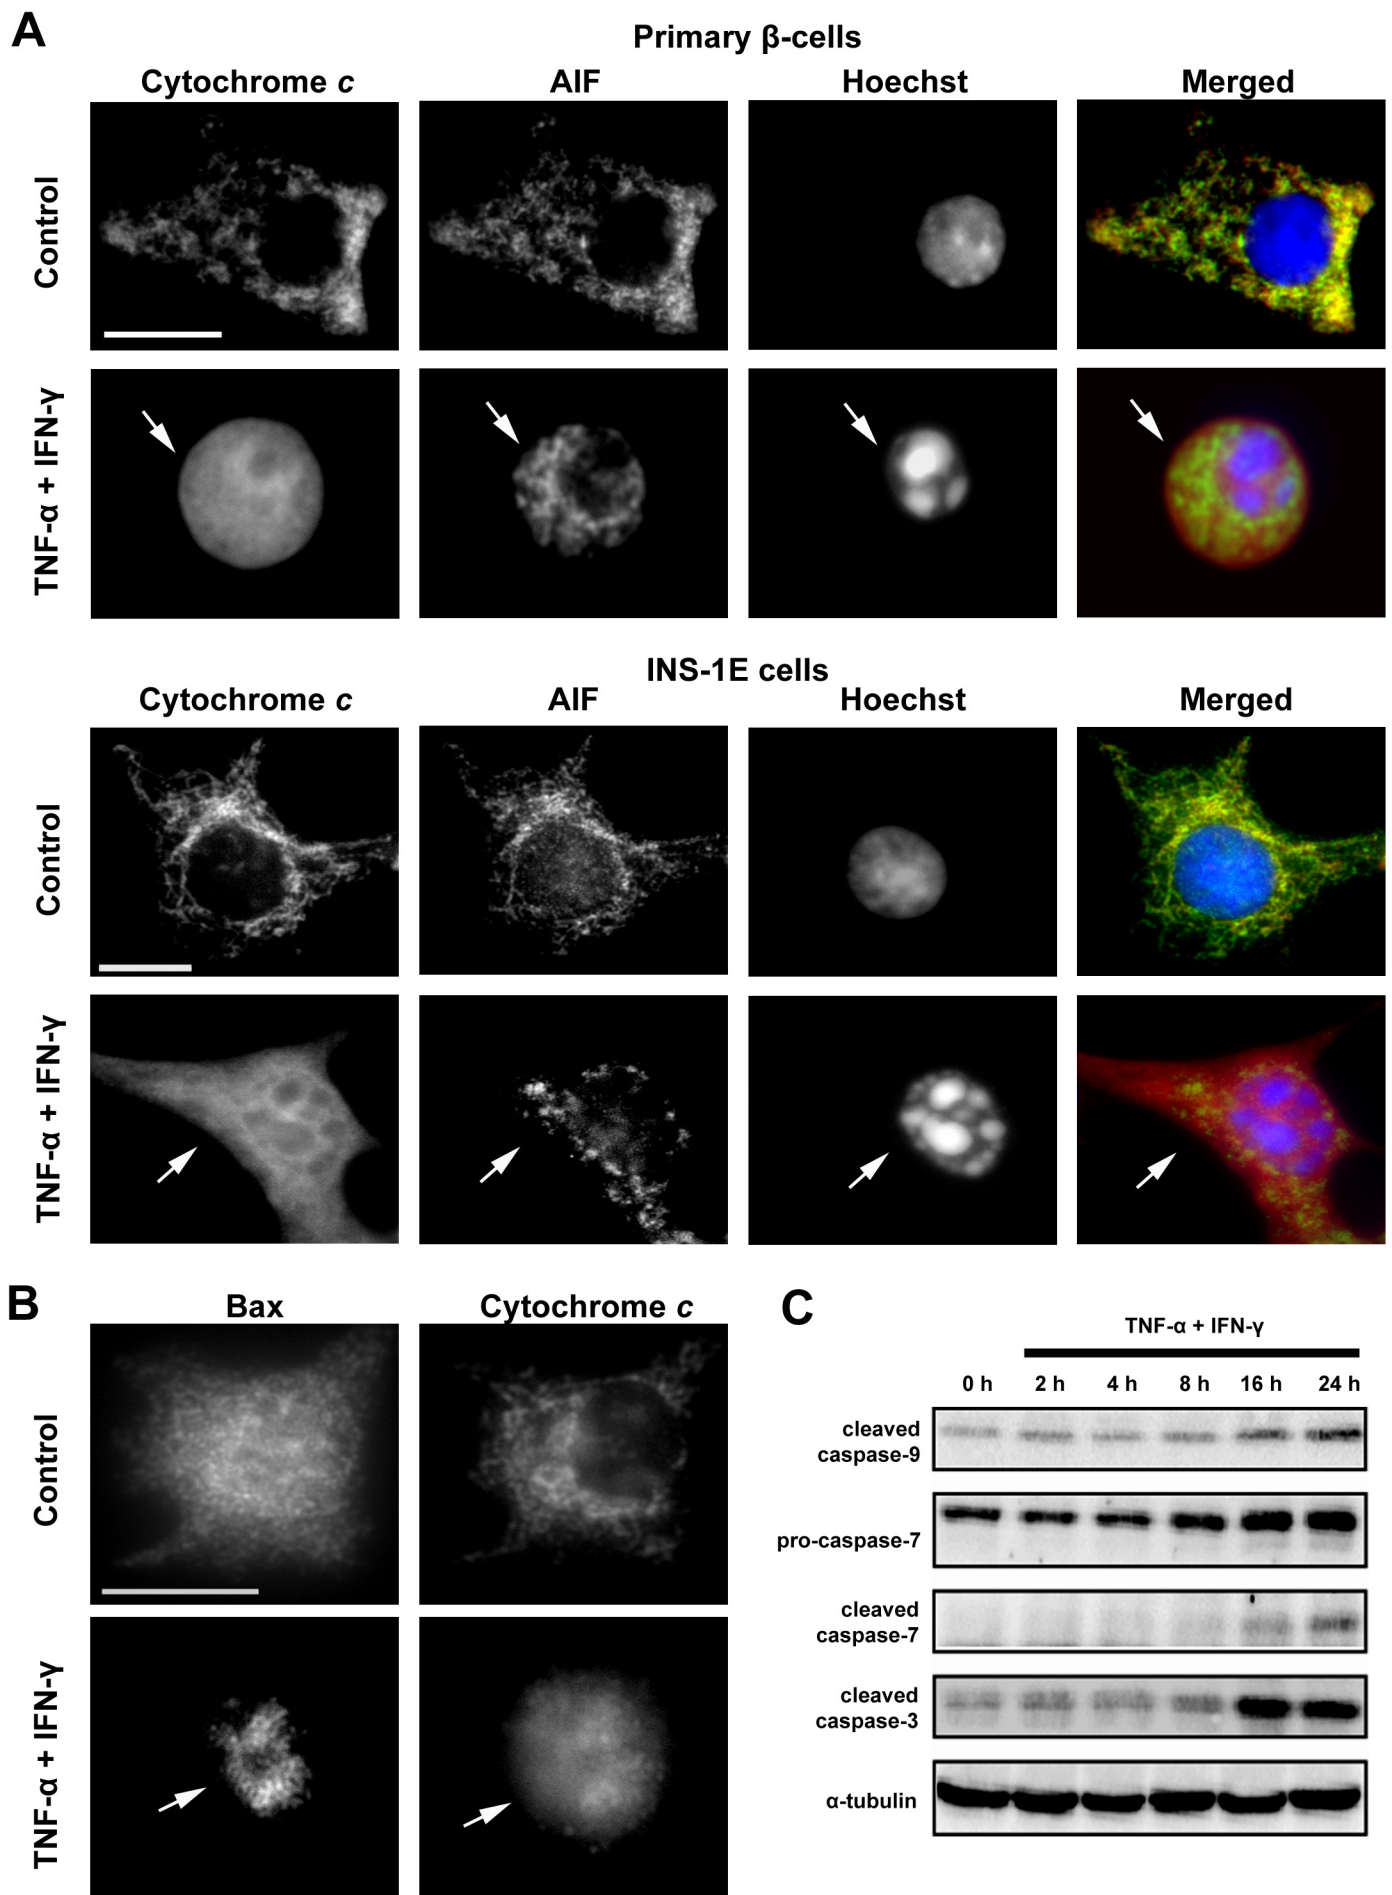 A
Primary β-cells
Cytochrome c
AIF
Hoechst
Merged
Control
TNF-α + IFN-γ
INS-1E cells
Cytochrome c
AIF
Hoechst
Merged
Control
TNF-α + IFN-γ
B
Bax
Cytochrome c
Control
TNF-α + IFN-γ
C
TNF-α + IFN-γ
0 h 2 h 4 h 8 h 16 h 24 h
cleaved
caspase-9
pro-caspase-7
cleaved
caspase-7
cleaved
caspase-3
α-tubulin